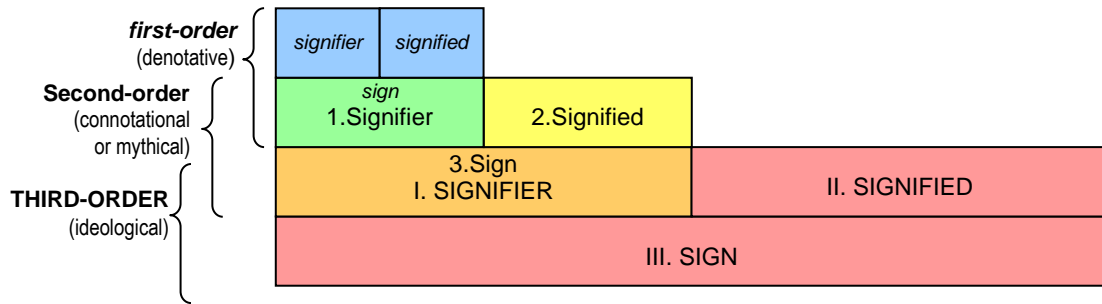 first-order
(denotative)
signifier
signified
Second-order
(connotational
or mythical)
sign
1.Signifier
2.Signified
THIRD-ORDER
(ideological)
3.Sign
I. SIGNIFIER
II. SIGNIFIED
III. SIGN